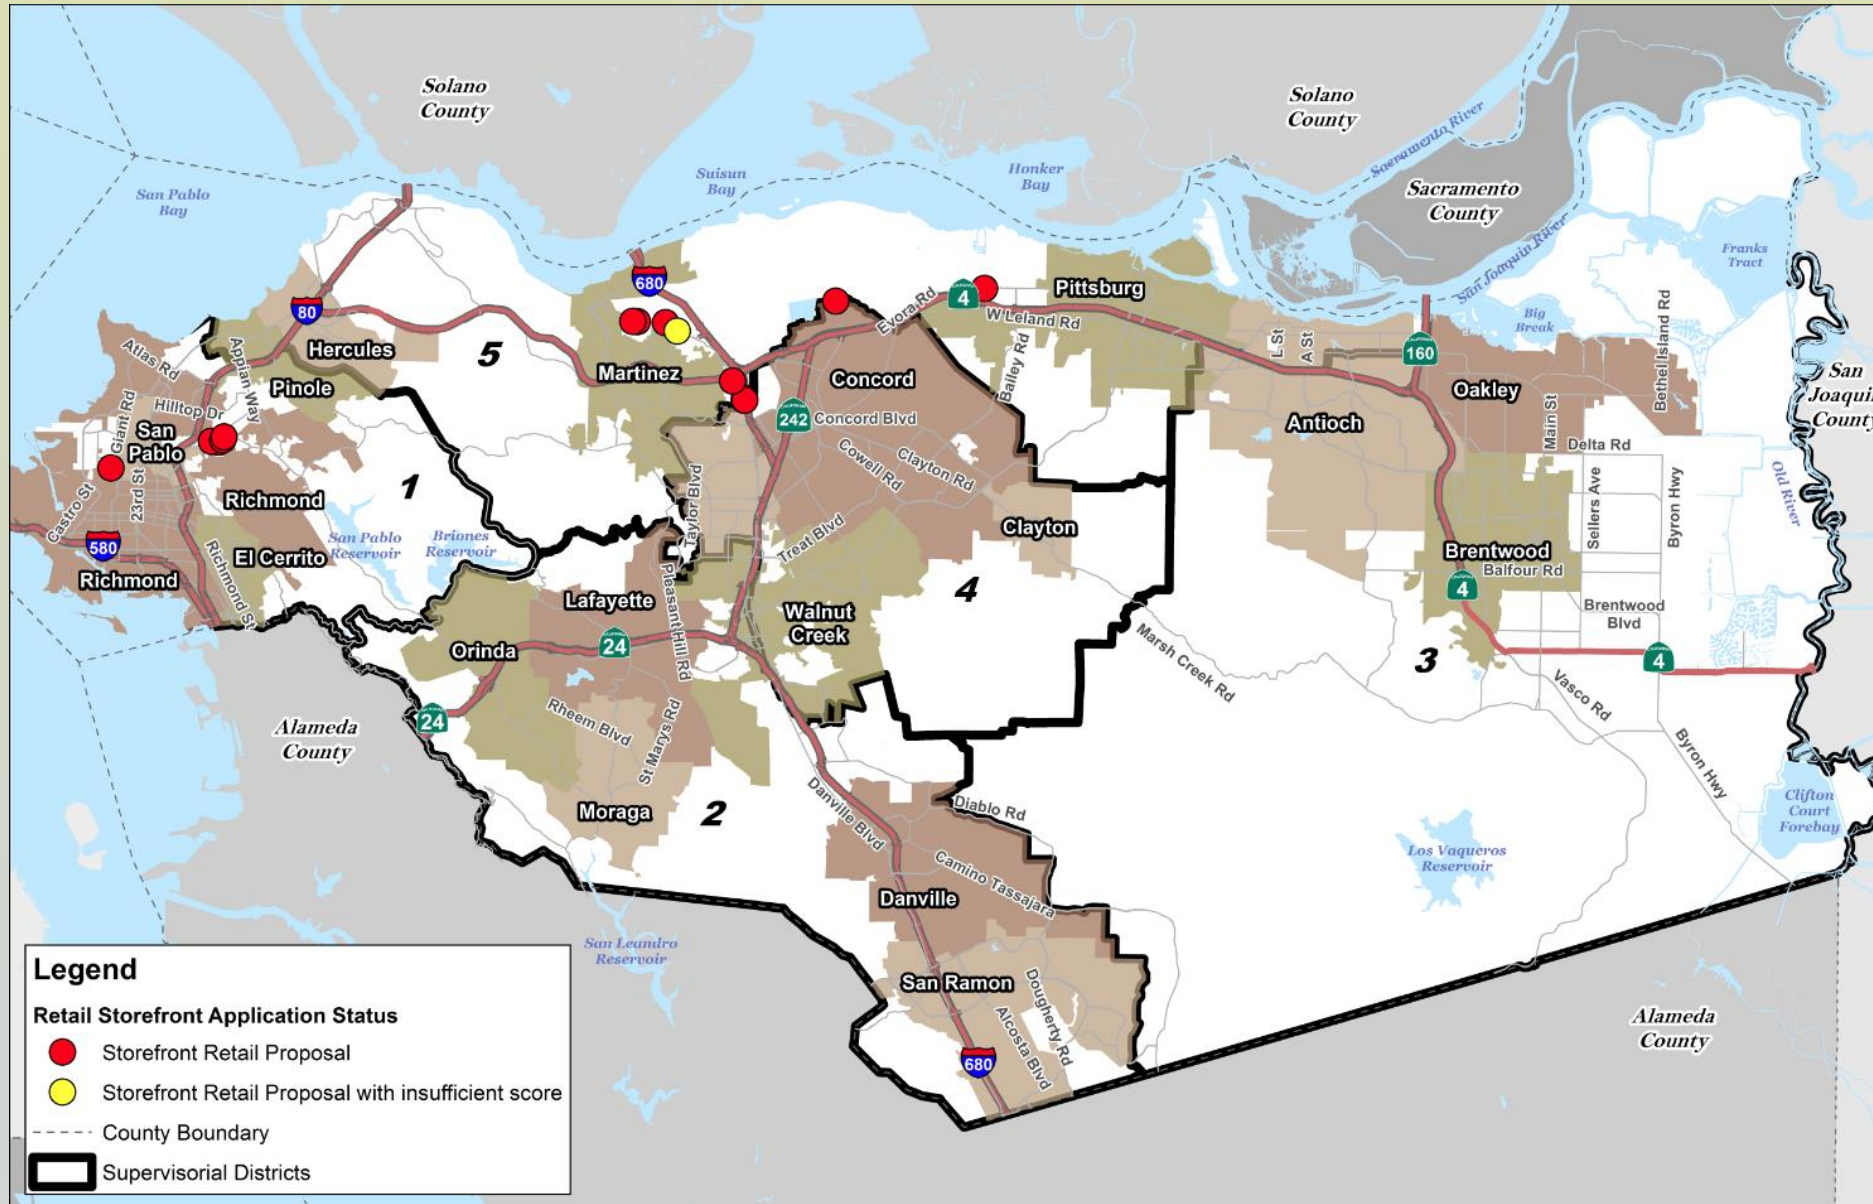 Solano
County
Solano
County
Suisun
Bay
Honker
Bay
Sacramento River
San Pablo
Bay
Sacramento
County
Franks
Tract
San Joaquin River
680
4
Pittsburg
Evora Rd
W Leland Rd
80
Big
Break
Bethel Island Rd
L St
A St
160
Atlas Rd
Appian Way
Hercules
5
Martinez
Concord
Bailey Rd
Oakley
San
Joaquin
County
Pinole
Hilltop Dr
Giant Rd
San
Pablo
242
Concord Blvd
Antioch
Main St
Delta Rd
Cowell Rd
Clayton Rd
Castro St
23rd St
Richmond
1
Taylor Blvd
Sellers Ave
Byron Hwy
Old River
580
El Cerrito
San Pablo
Reservoir
Briones
Reservoir
Treat Blvd
Clayton
Brentwood
Balfour Rd
Richmond
Richmond St
Lafayette
Pleasant Hill Rd
Walnut
Creek
4
4
Brentwood
Blvd
Orinda
24
Marsh Creek Rd
3
4
24
Alameda
County
Rheem Blvd
St Marys Rd
Vasco Rd
Byron Hwy
Moraga
2
Danville Blvd
Diablo Rd
Clifton
Court
Forebay
Camino Tassajara
Los Vaqueros
Reservoir
Danville
San Leandro
Reservoir
San Ramon
Dougherty Rd
Alcosta Blvd
680
Alameda
County
Legend
Retail Storefront Application Status
Storefront Retail Proposal
Storefront Retail Proposal with insufficient score
County Boundary
Supervisorial Districts